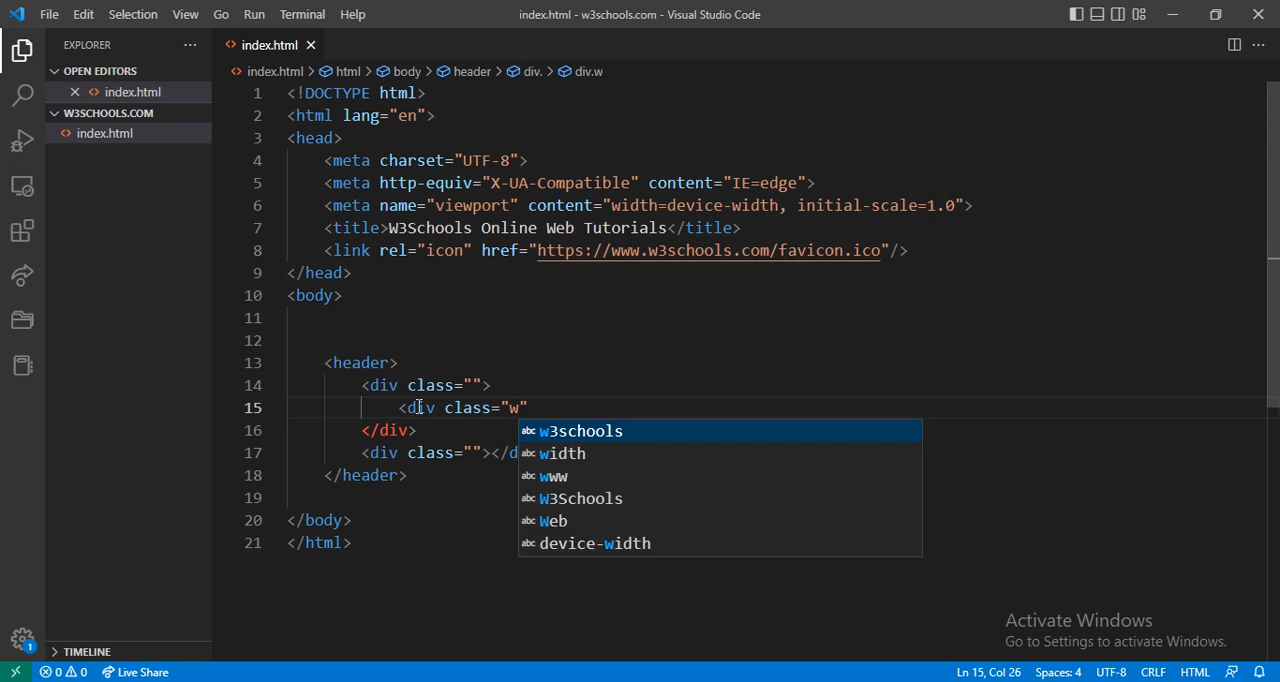 File Edit Selection View Go Run Terminal Help index.html - w3schools.com - Visual Studio Code
EXPLORER ···
index.html
OPEN EDITORS
index.html
W3SCHOOLS.COM
index.html
TIMELINE
index.html > html > body > header > div. > div.w
1 <!DOCTYPE html>
2 <html lang="en">
3 <head>
4 <meta charset="UTF-8">
5 <meta http-equiv="X-UA-Compatible" content="IE=edge">
6 <meta name="viewport" content="width=device-width, initial-scale=1.0">
7 <title>W3Schools Online Web Tutorials</title>
8 <link rel="icon" href="https://www.w3schools.com/favicon.ico"/>
9 </head>
10 <body>
11
12
13 <header>
14 <div class="">
15 <div class="w"
16 </div>
17 <div class=""></d
18 </header>
19
20 </body>
21 </html>
abc w3schools
abc width
abc www
abc W3Schools
abc Web
abc device-width
Activate Windows
Go to Settings to activate Windows.
1
0 0 Live Share Ln 15, Col 26 Spaces: 4 UTF-8 CRLF HTML